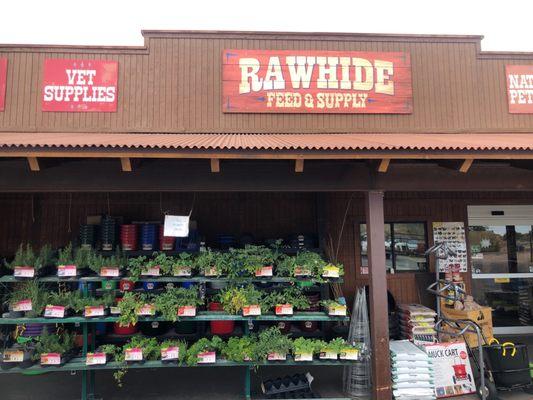 VET
SUPPLIES
RAWHIDE
FEED & SUPPLY
NAT
PET
MUCK CART